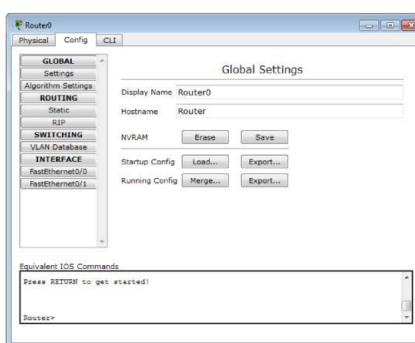 Router0
Physical Config CLI
GLOBAL
Settings
Algorithm Settings
ROUTING
Static
RIP
SWITCHING
VLAN Database
INTERFACE
FastEthernet0/0
FastEthernet0/1
Global Settings
Display Name Router0
Hostname Router
NVRAM Erase Save
Startup Config Load... Export...
Running Config Merge... Export...
Equivalent IOS Commands
Press RETURN to get started!
Router>